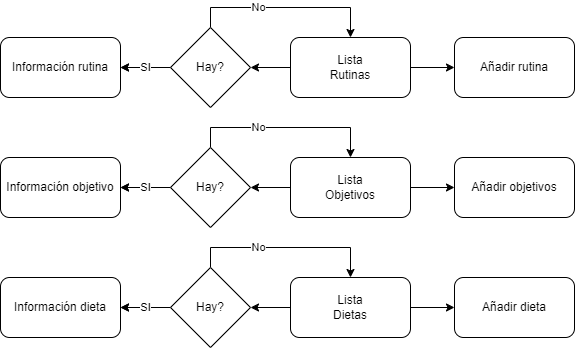 No
Información rutina
SI
Hay?
Lista
Rutinas
Añadir rutina
No
Información objetivo
SI
Hay?
Lista
Objetivos
Añadir objetivos
No
Información dieta
SI
Hay?
Lista
Dietas
Añadir dieta